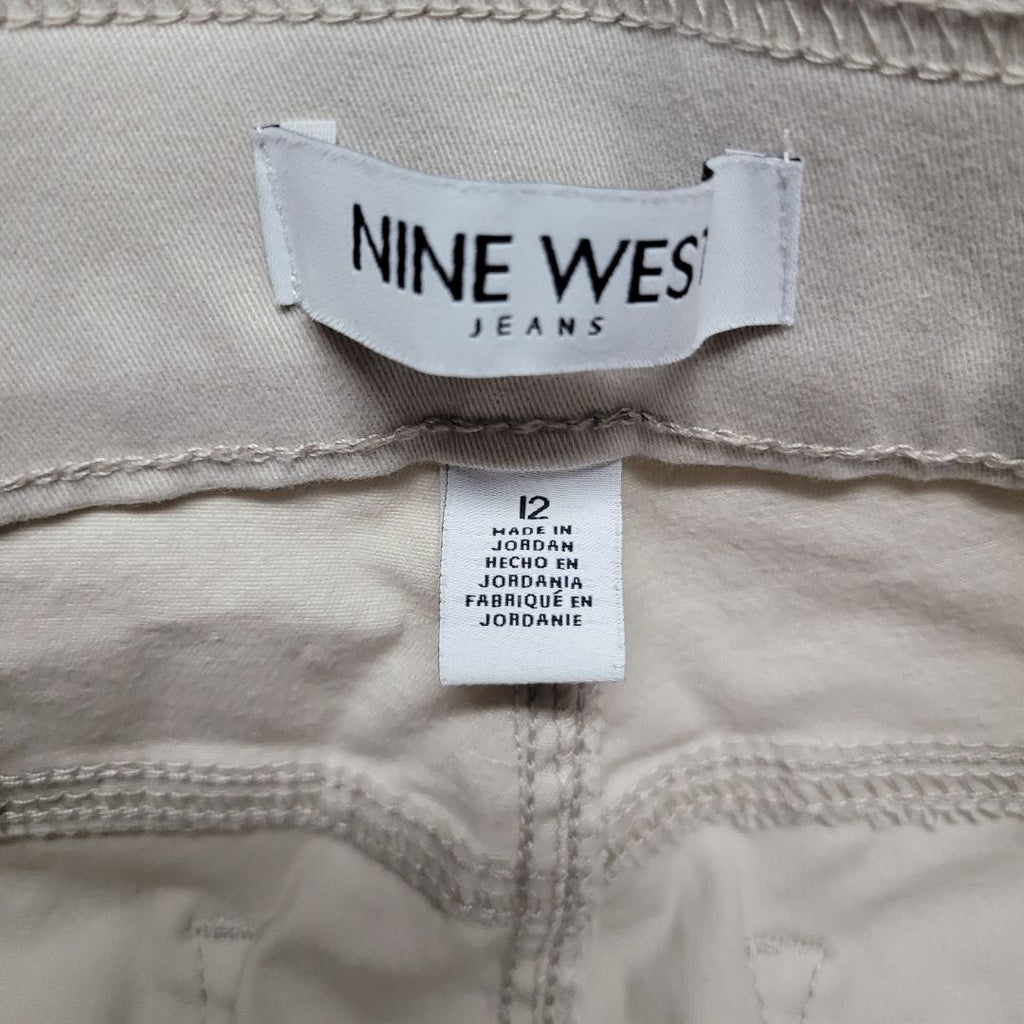 NINE WEST
JEANS
12
MADE IN
JORDAN
HECHO EN
JORDANIA
FABRIQUÉ EN
JORDANIE